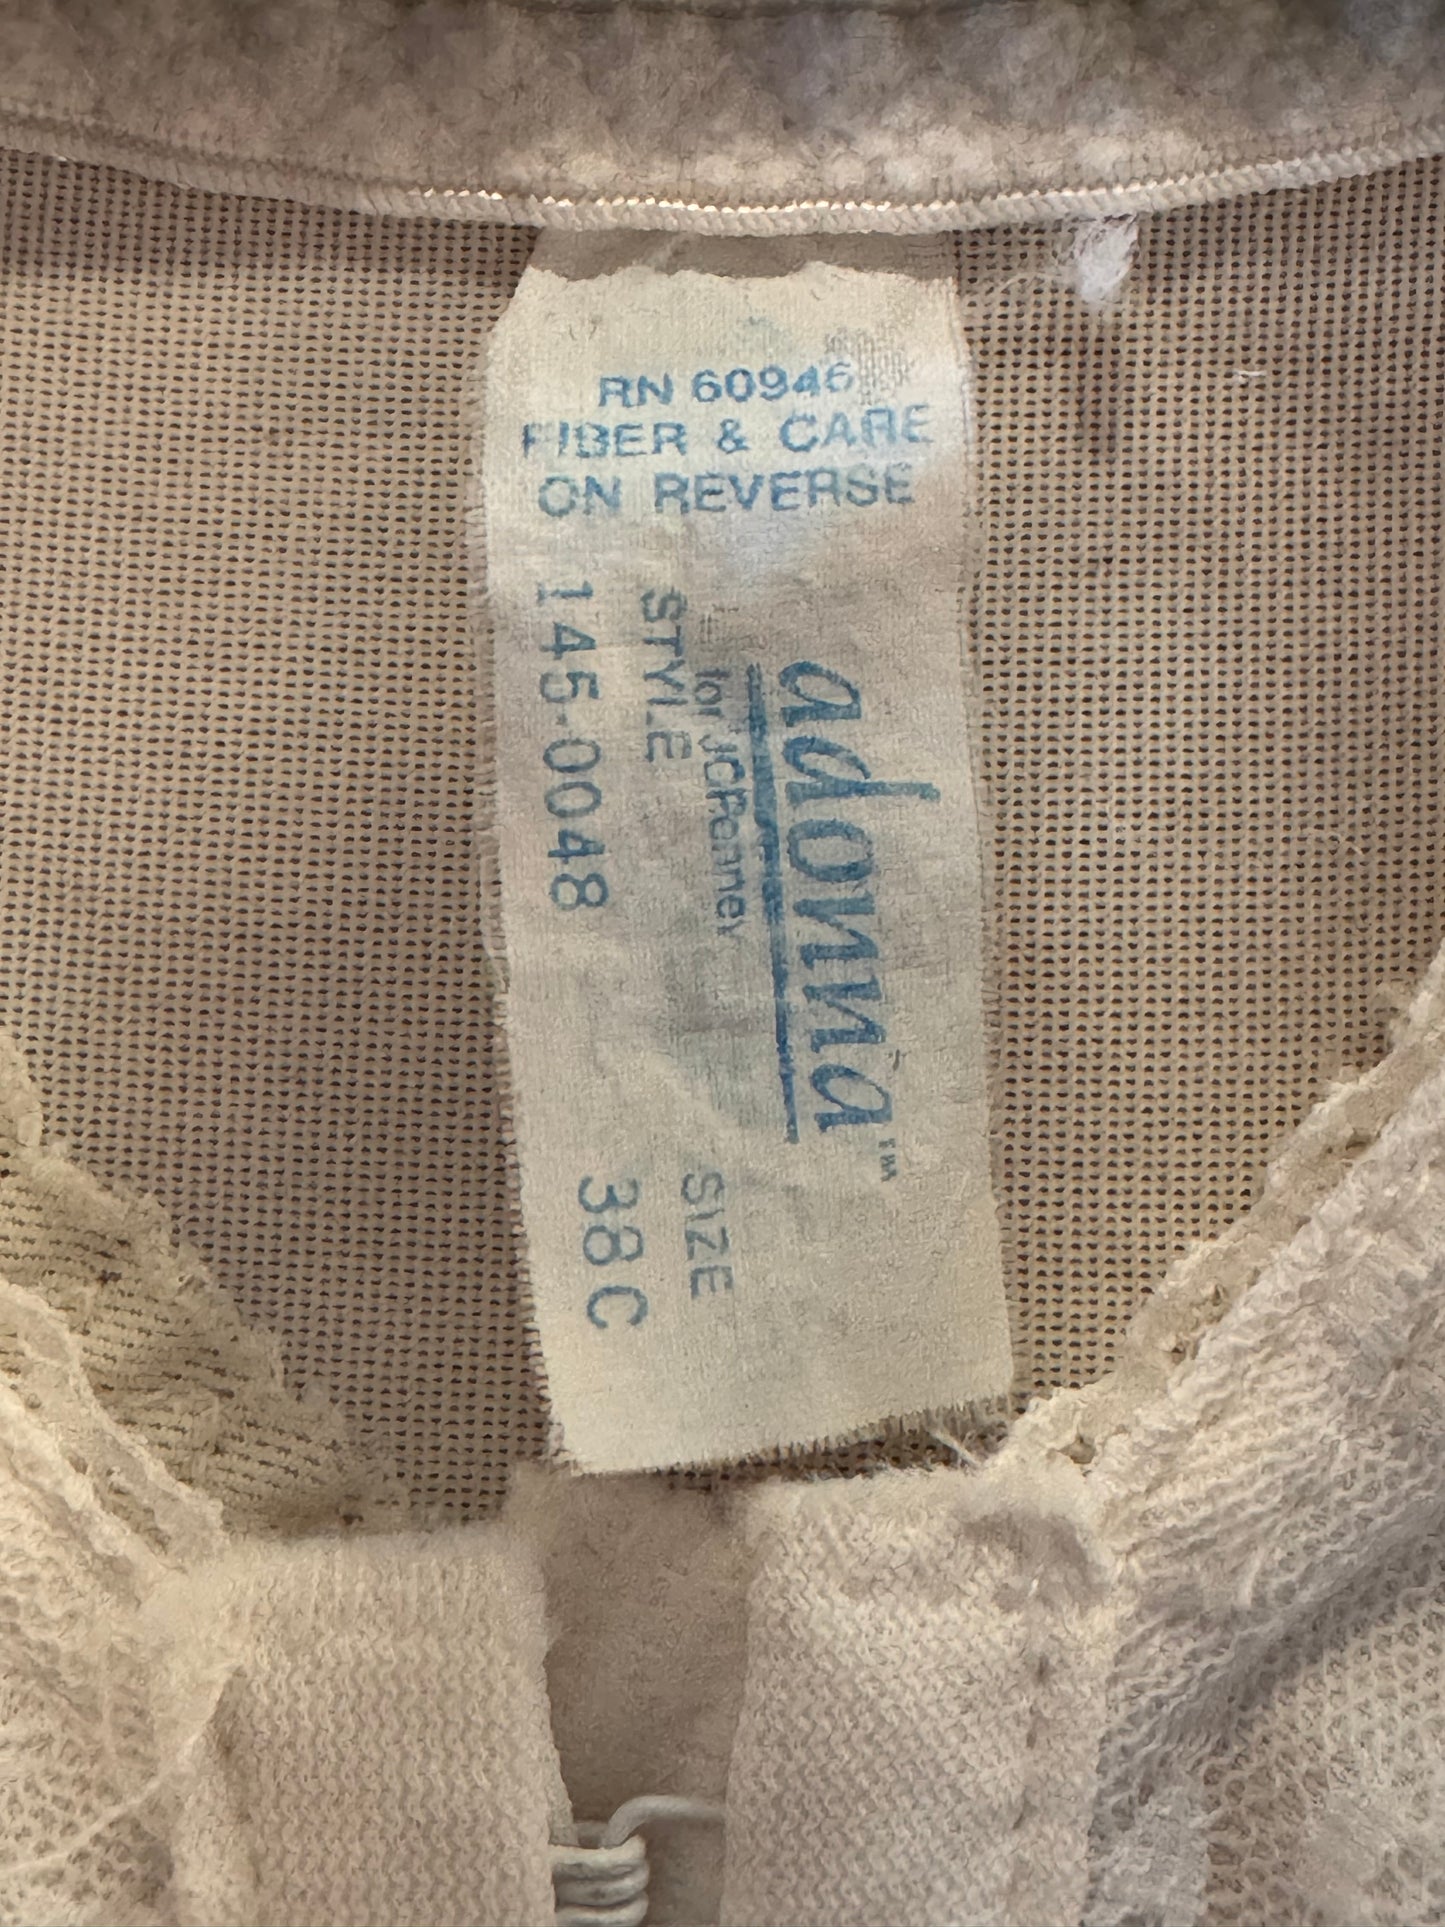 RN 60946
FIBER & CARE
ON REVERSE
adonna™
for JCPenney
STYLE
145-0048
SIZE
38C